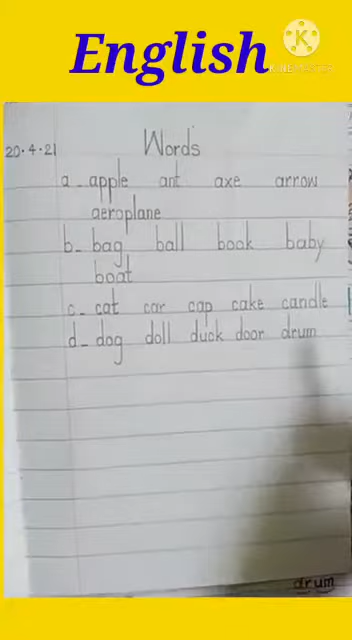 English
K
KINEMASTER
20.4.21
Words
a - apple ant axe arrow
aeroplane
b - bag ball book baby
boat
c - cat car cap cake candle
d - dog doll duck door drum
drum